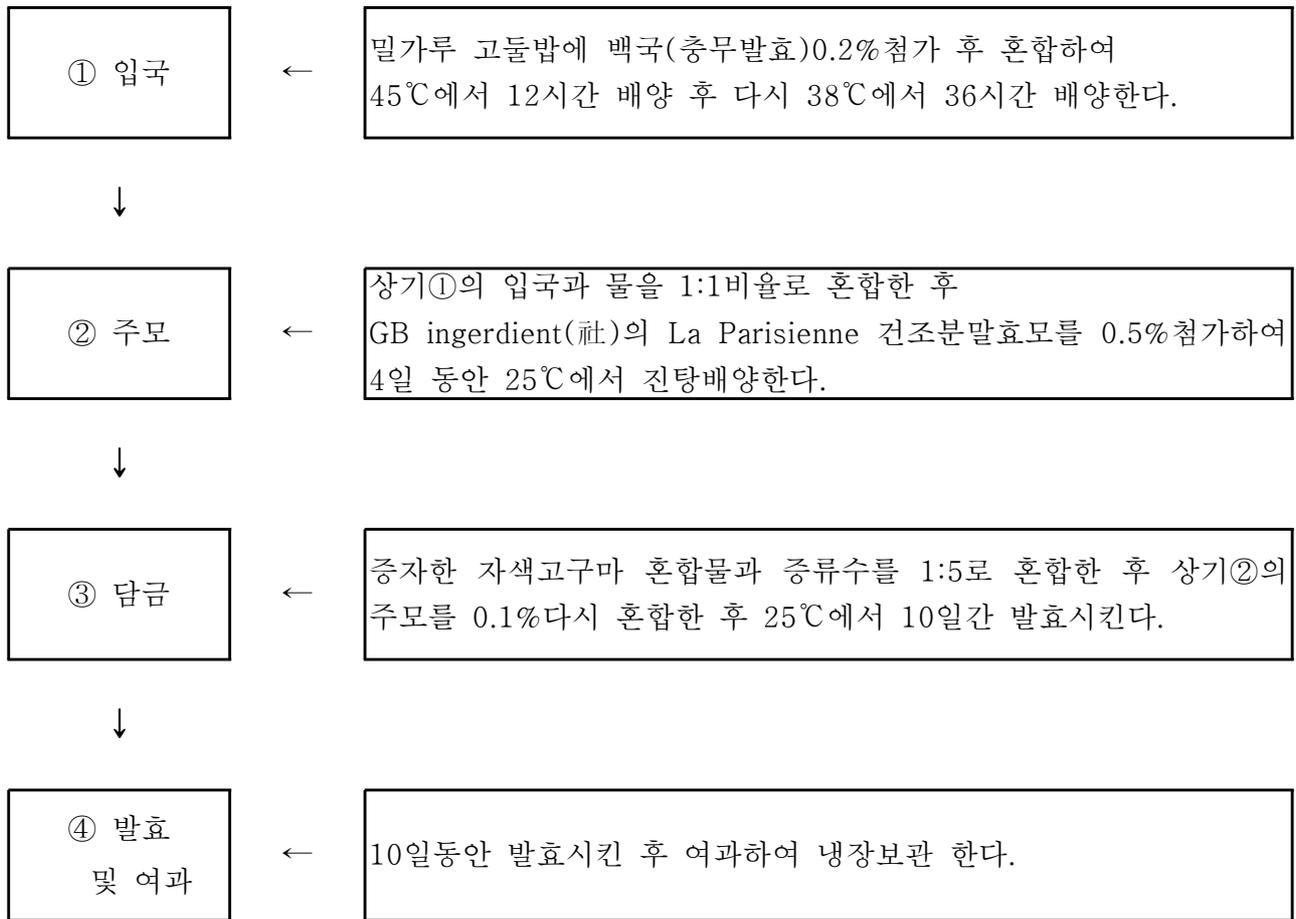 ① 입국
←
밀가루 고둘밥에 백국(충무발효)0.2%첨가 후 혼합하여
45℃에서 12시간 배양 후 다시 38℃에서 36시간 배양한다.
↓
② 주모
←
상기①의 입국과 물을 1:1비율로 혼합한 후
GB ingerdient(社)의 La Parisienne 건조분말효모를 0.5%첨가하여
4일 동안 25℃에서 진탕배양한다.
↓
③ 담금
←
증자한 자색고구마 혼합물과 증류수를 1:5로 혼합한 후 상기②의
주모를 0.1%다시 혼합한 후 25℃에서 10일간 발효시킨다.
↓
④ 발효
및 여과
←
10일동안 발효시킨 후 여과하여 냉장보관 한다.